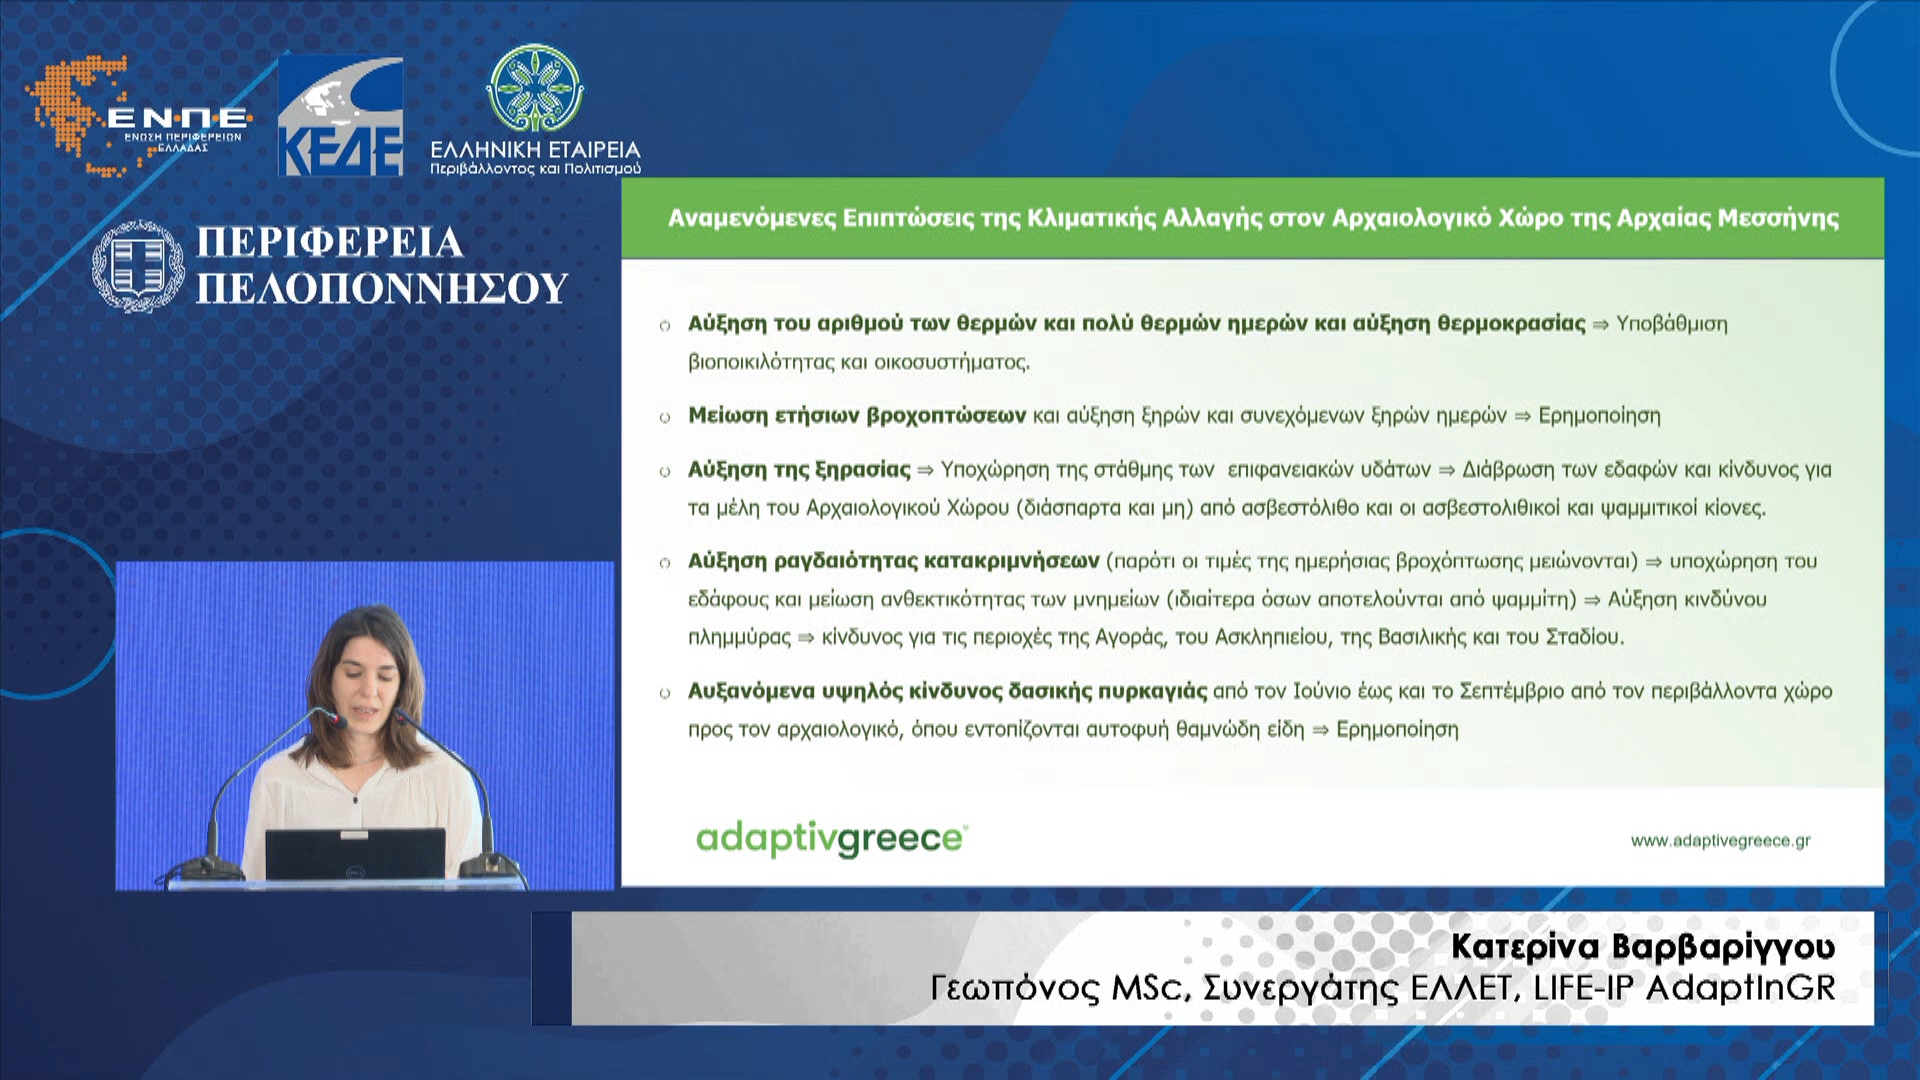 ΕΝ·Π·Ε
ΕΝΩΣΗ ΠΕΡΙΦΕΡΕΙΩΝ
ΕΛΛΑΔΑΣ
ΚΕΔΕ
ΕΛΛΗΝΙΚΗ ΕΤΑΙΡΕΙΑ
Περιβάλλοντος και Πολιτισμού
ΠΕΡΙΦΕΡΕΙΑ
ΠΕΛΟΠΟΝΝΗΣΟΥ
Αναμενόμενες Επιπτώσεις της Κλιματικής Αλλαγής στον Αρχαιολογικό Χώρο της Αρχαίας Μεσσήνης
Αύξηση του αριθμού των θερμών και πολύ θερμών ημερών και αύξηση θερμοκρασίας ⇒ Υποβάθμιση
βιοποικιλότητας και οικοσυστήματος.
Μείωση ετήσιων βροχοπτώσεων και αύξηση ξηρών και συνεχόμενων ξηρών ημερών ⇒ Ερημοποίηση
Αύξηση της ξηρασίας ⇒ Υποχώρηση της στάθμης των επιφανειακών υδάτων ⇒ Διάβρωση των εδαφών και κίνδυνος για
τα μέλη του Αρχαιολογικού Χώρου (διάσπαρτα και μη) από ασβεστόλιθο και οι ασβεστολιθικοί και ψαμμιτικοί κίονες.
Αύξηση ραγδαιότητας κατακριμνήσεων (παρότι οι τιμές της ημερήσιας βροχόπτωσης μειώνονται) ⇒ υποχώρηση του
εδάφους και μείωση ανθεκτικότητας των μνημείων (ιδιαίτερα όσων αποτελούνται από ψαμμίτη) ⇒ Αύξηση κινδύνου
πλημμύρας ⇒ κίνδυνος για τις περιοχές της Αγοράς, του Ασκληπιείου, της Βασιλικής και του Σταδίου.
Αυξανόμενα υψηλός κίνδυνος δασικής πυρκαγιάς από τον Ιούνιο έως και το Σεπτέμβριο από τον περιβάλλοντα χώρο
προς τον αρχαιολογικό, όπου εντοπίζονται αυτοφυή θαμνώδη είδη ⇒ Ερημοποίηση
adaptivgreece
www.adaptivegreece.gr
Κατερίνα Βαρβαρίγγου
Γεωπόνος MSc, Συνεργάτης ΕΛΛΕΤ, LIFE-IP AdaptInGR